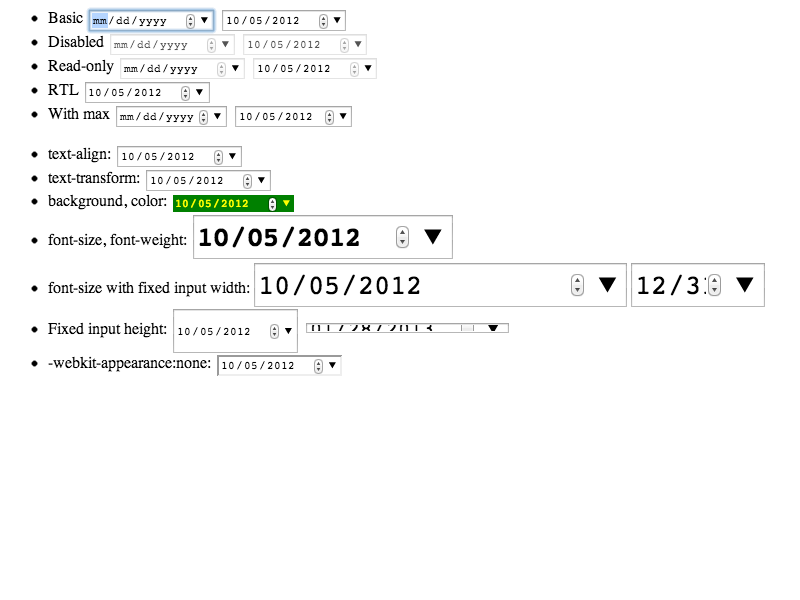 Basic mm/dd/yyyy 10/05/2012
Disabled mm/dd/yyyy 10/05/2012
Read-only mm/dd/yyyy 10/05/2012
RTL 10/05/2012
With max mm/dd/yyyy 10/05/2012
text-align: 10/05/2012
text-transform: 10/05/2012
background, color: 10/05/2012
font-size, font-weight: 10/05/2012
font-size with fixed input width: 10/05/2012 12/31
Fixed input height: 10/05/2012 01/28/2013
-webkit-appearance:none: 10/05/2012